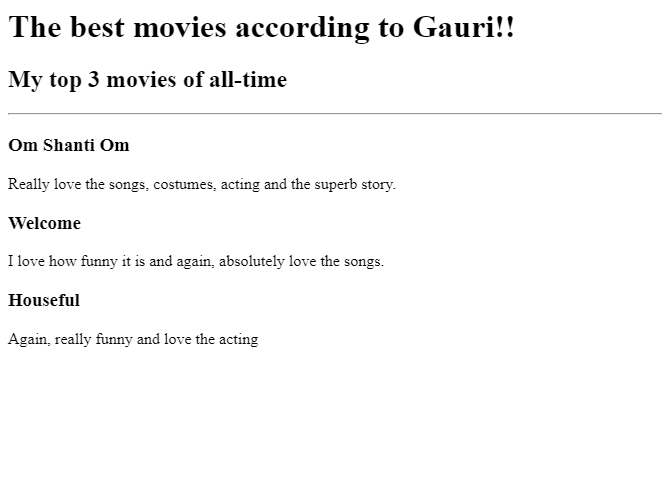 The best movies according to Gauri!!
My top 3 movies of all-time
Om Shanti Om
Really love the songs, costumes, acting and the superb story.
Welcome
I love how funny it is and again, absolutely love the songs.
Houseful
Again, really funny and love the acting